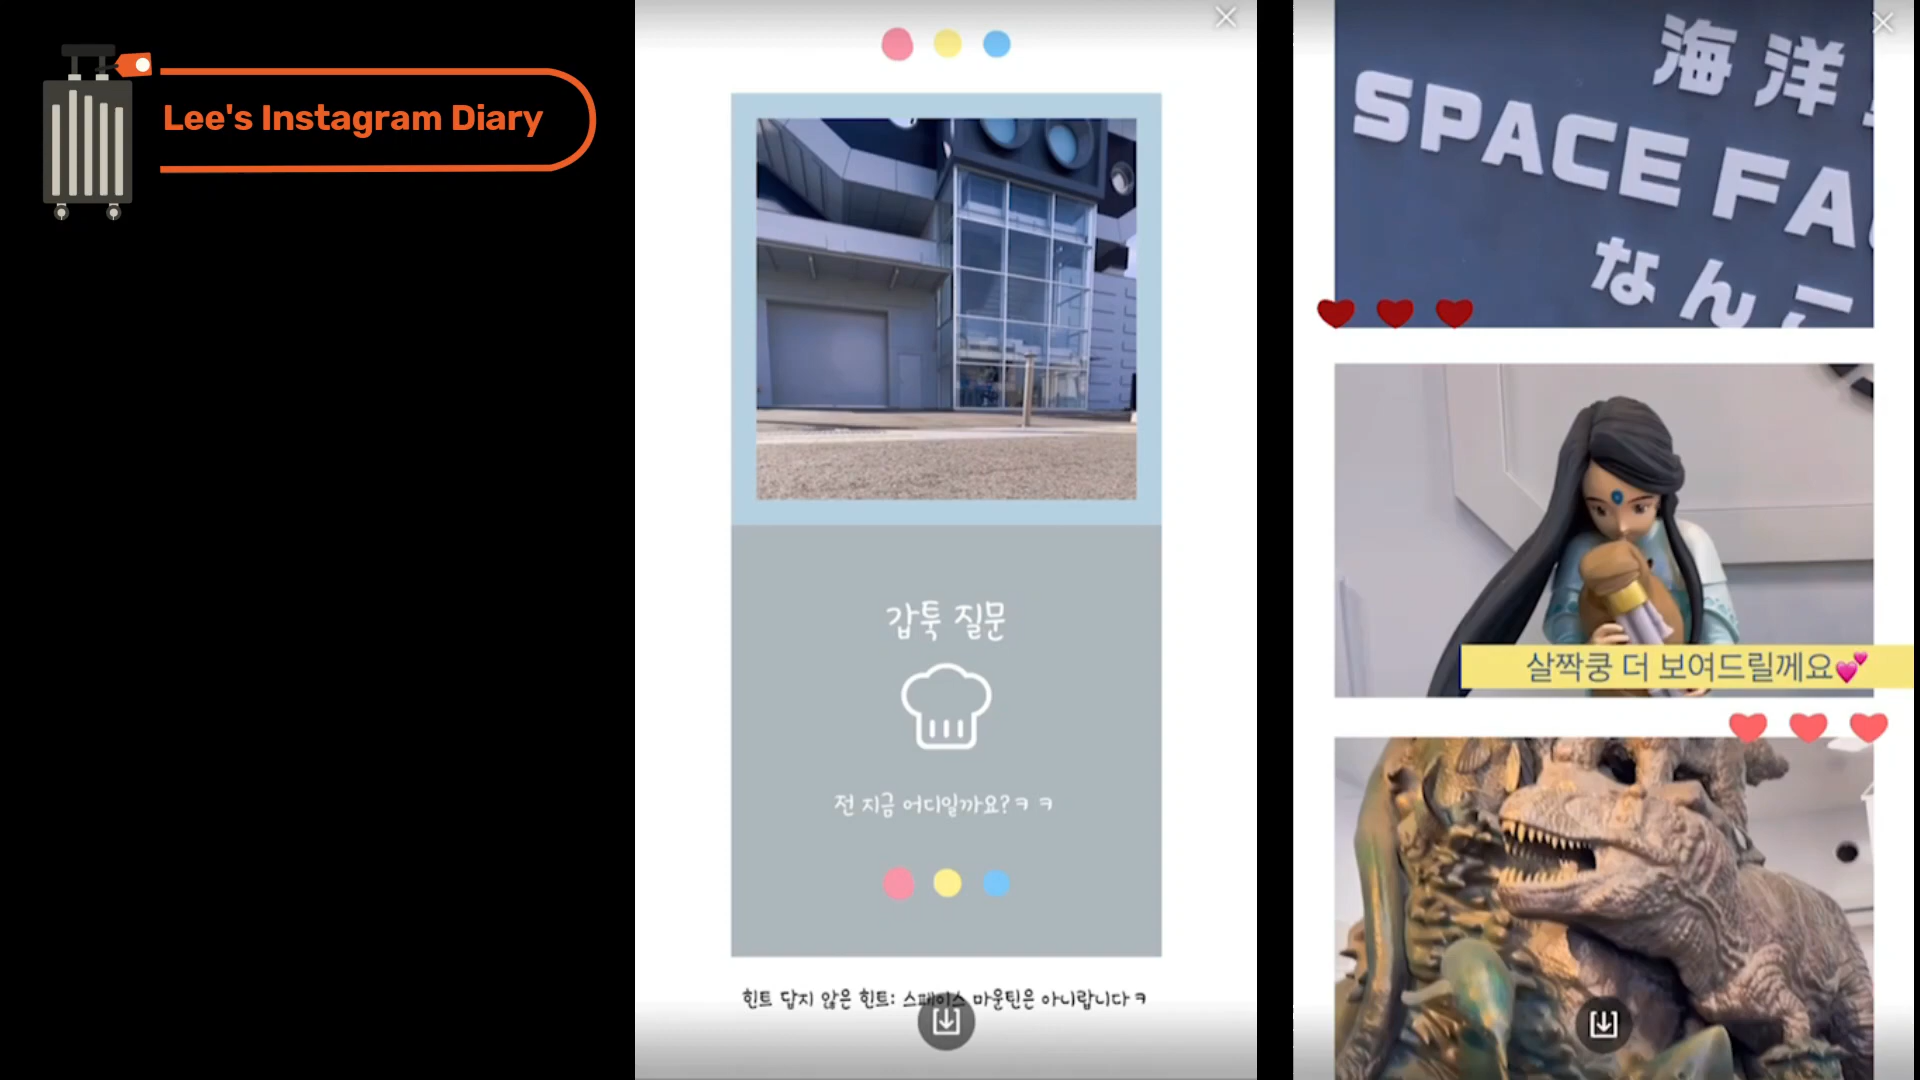 Lee's Instagram Diary
갑툭 질문
전 지금 어디일까요?ㅋ ㅋ
힌트 답지 않은 힌트: 스페이스 마운틴은 아니랍니다ㅋ
海洋
SPACE FA
なんこ
살짝쿵 더 보여드릴께요💕